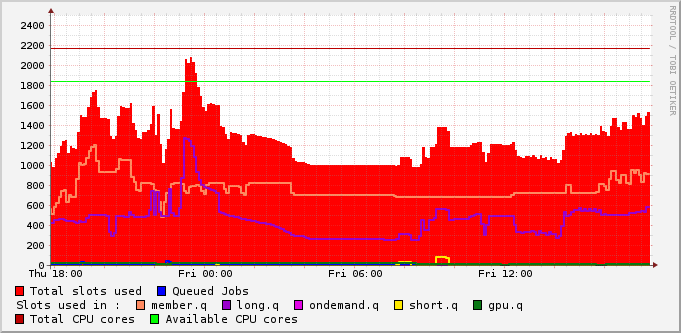 2400
2200
2000
1800
1600
1400
1200
1000
800
600
400
200
0
Thu 18:00 Fri 00:00 Fri 06:00 Fri 12:00
Total slots used Queued Jobs
Slots used in : member.q long.q ondemand.q short.q gpu.q
Total CPU cores Available CPU cores
RRDTOOL / TOBI OETIKER